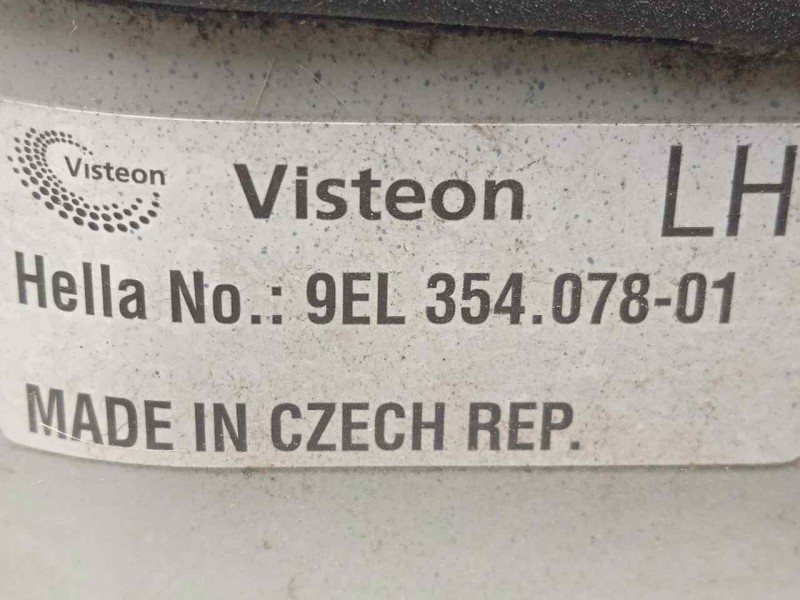 Visteon Visteon LH
Hella No.: 9EL 354.078-01
MADE IN CZECH REP.